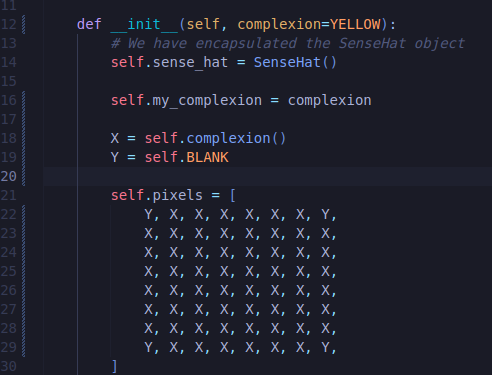 11
12 def __init__(self, complexion=YELLOW):
13 # We have encapsulated the SenseHat object
14 self.sense_hat = SenseHat()
15
16 self.my_complexion = complexion
17
18 X = self.complexion()
19 Y = self.BLANK
20
21 self.pixels = [
22 Y, X, X, X, X, X, X, Y,
23 X, X, X, X, X, X, X, X,
24 X, X, X, X, X, X, X, X,
25 X, X, X, X, X, X, X, X,
26 X, X, X, X, X, X, X, X,
27 X, X, X, X, X, X, X, X,
28 X, X, X, X, X, X, X, X,
29 Y, X, X, X, X, X, X, Y,
30 ]